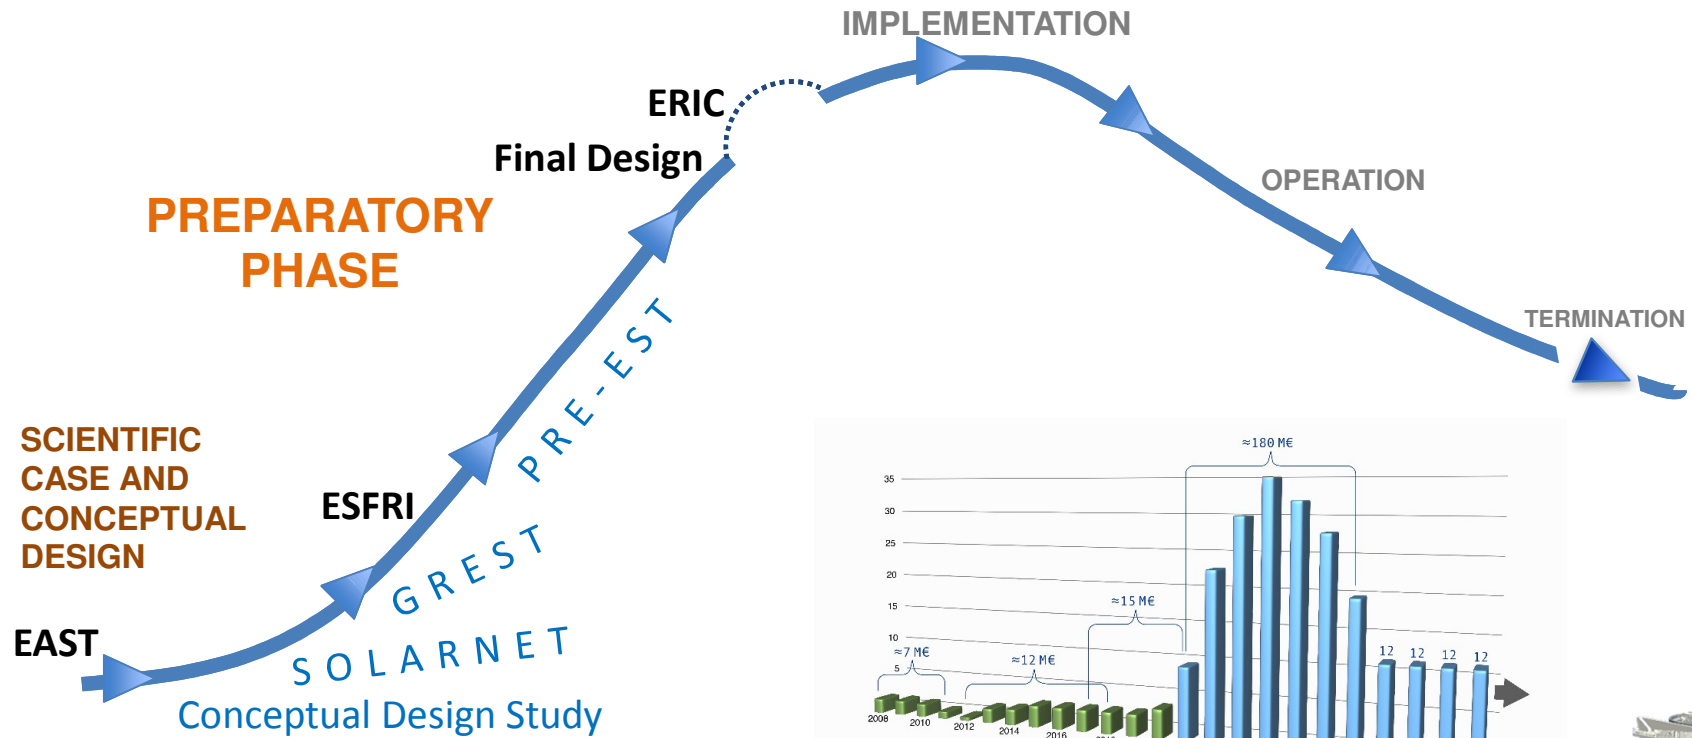 IMPLEMENTATION
ERIC
Final Design
OPERATION
PREPARATORY
PHASE
TERMINATION
PRE-EST
SCIENTIFIC
CASE AND
CONCEPTUAL
DESIGN
ESFRI
GREST
EAST
SOLARNET
Conceptual Design Study
≈180 M€
35
30
25
20
15
≈15 M€
10
≈7 M€
≈12 M€
5
12
12
12
12
2008
2010
2012
2014
2016